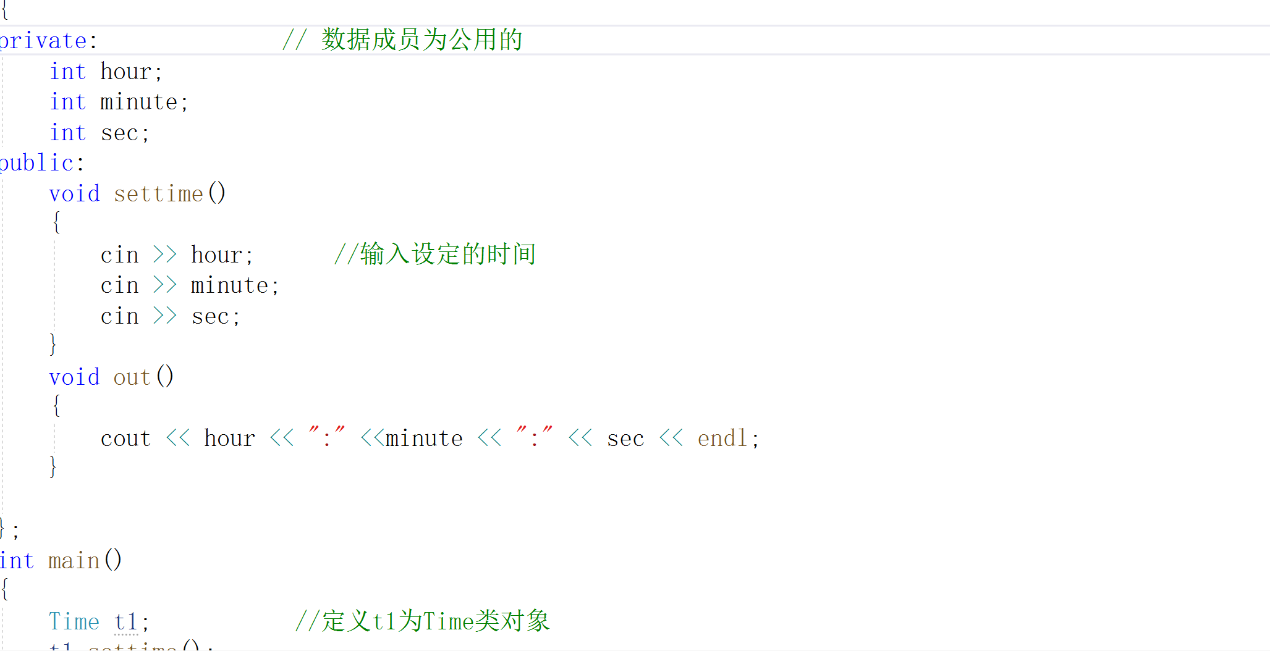 {
private:              // 数据成员为公用的
    int hour;
    int minute;
    int sec;
public:
    void settime()
    {
        cin >> hour;      //输入设定的时间
        cin >> minute;
        cin >> sec;
    }
    void out()
    {
        cout << hour << ":" <<minute << ":" << sec << endl;
    }
};
int main()
{
    Time t1;           //定义t1为Time类对象
    t1.settime();